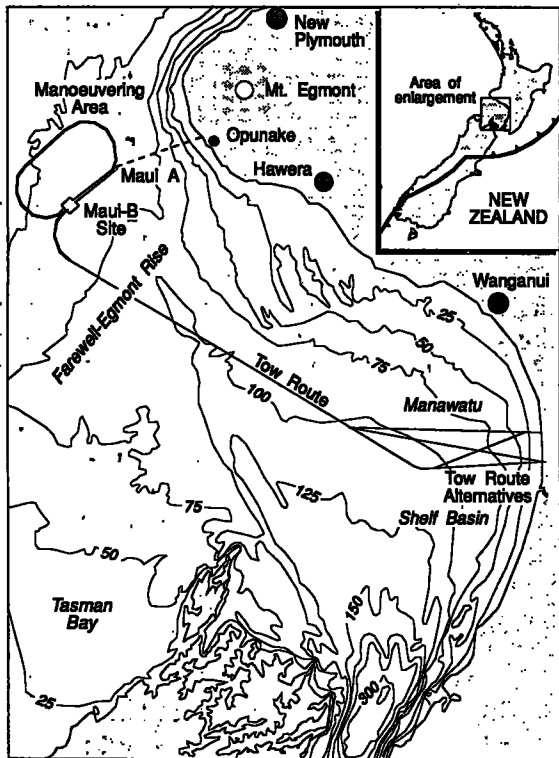 New
Plymouth
Manoeuvering
Area
Mt. Egmont
Area of
enlargement
Opunake
Maui A
Hawera
Maui-B
Site
NEW
ZEALAND
Farewell-Egmont Rise
Wanganui
25
50
75
Tow Route
100
Manawatu
125
Tow Route
Alternatives
75
Shelf Basin
50
Tasman
Bay
150
25
300